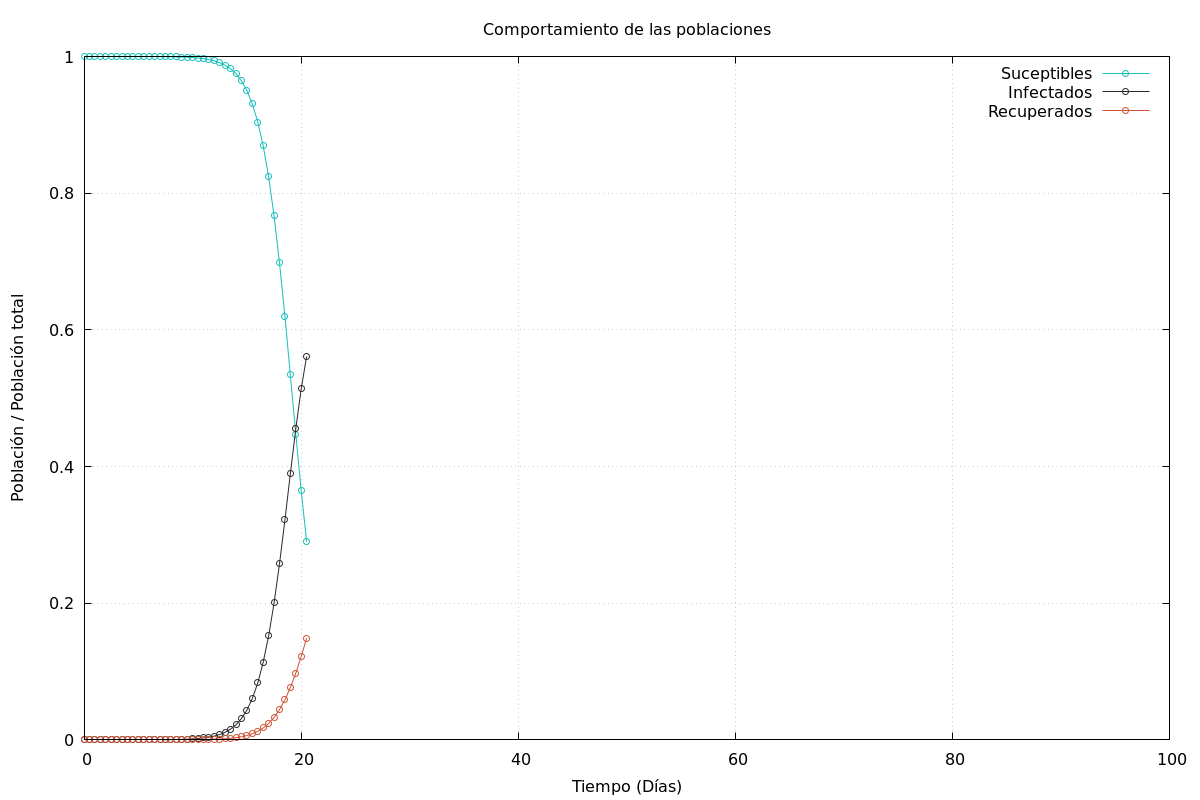 Comportamiento de las poblaciones
Suceptibles
Infectados
Recuperados
1
0.8
0.6
0.4
0.2
0
Población / Población total
0 20 40 60 80 100
Tiempo (Días)